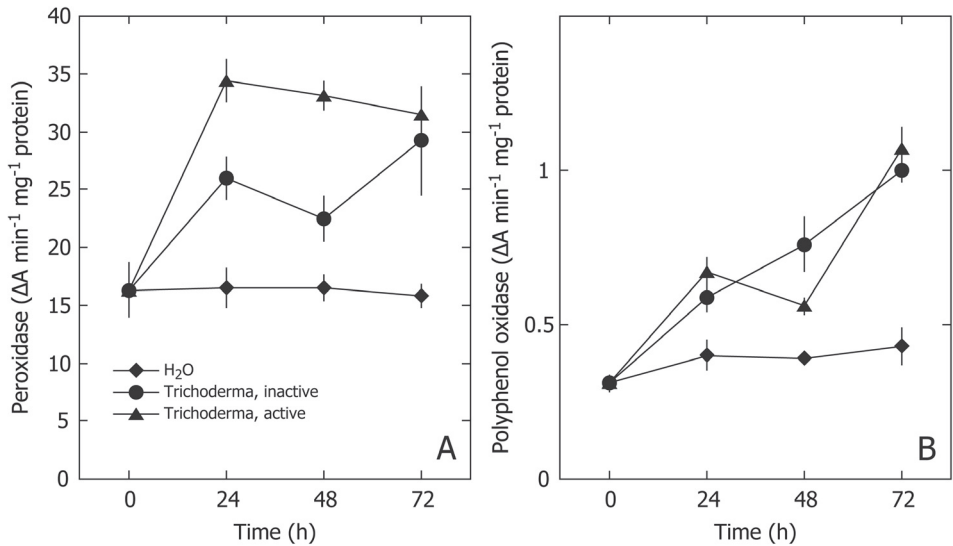 40
35
30
25
20
15
10
5
0
Peroxidase (ΔA min⁻¹ mg⁻¹ protein)
H₂O
Trichoderma, inactive
Trichoderma, active
A
0 24 48 72
Time (h)
1
0.5
0
Polyphenol oxidase (ΔA min⁻¹ mg⁻¹ protein)
B
0 24 48 72
Time (h)